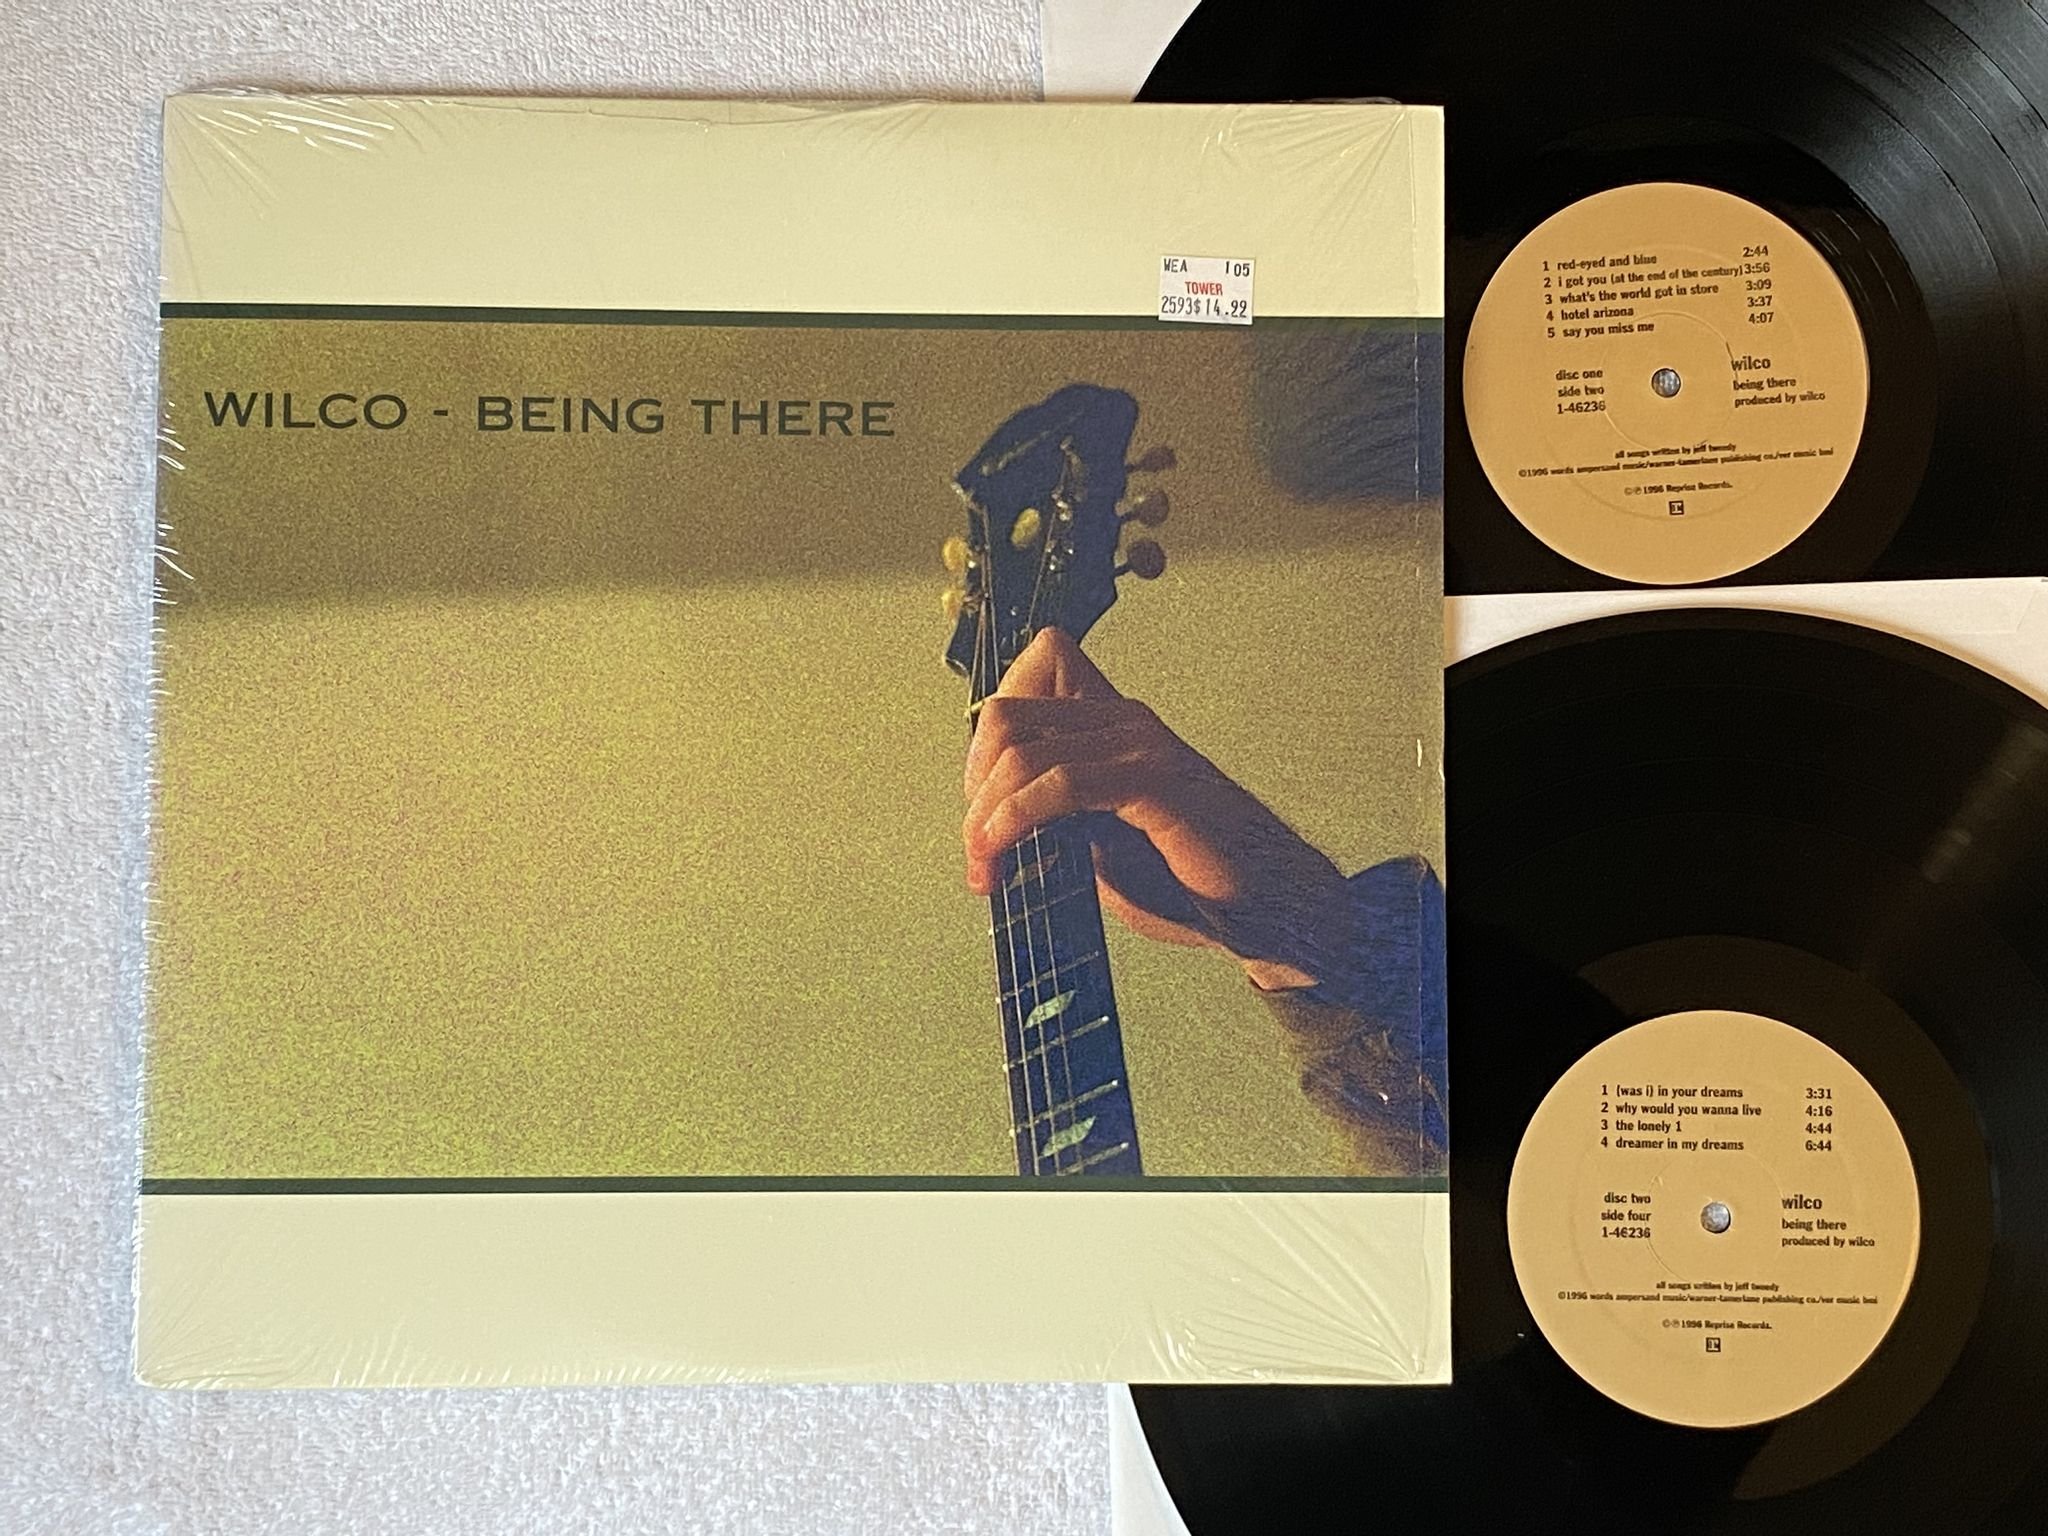 WEA 105
TOWER
2593$14.22
WILCO - BEING THERE
1 red-eyed and blue 2:44
2 i got you (at the end of the century) 3:56
3 what's the world got in store 3:09
4 hotel arizona 3:37
5 say you miss me 4:07
disc one
side two
1-46236
wilco
being there
produced by wilco
all songs written by jeff tweedy
©1996 words ampersand music/warner-tamerlane publishing co./ver music bmi
©℗ 1996 Reprise Records.
r
1 (was i) in your dreams 3:31
2 why would you wanna live 4:16
3 the lonely 1 4:44
4 dreamer in my dreams 6:44
disc two
side four
1-46236
wilco
being there
produced by wilco
all songs written by jeff tweedy
©1996 words ampersand music/warner-tamerlane publishing co./ver music bmi
©℗ 1996 Reprise Records.
r